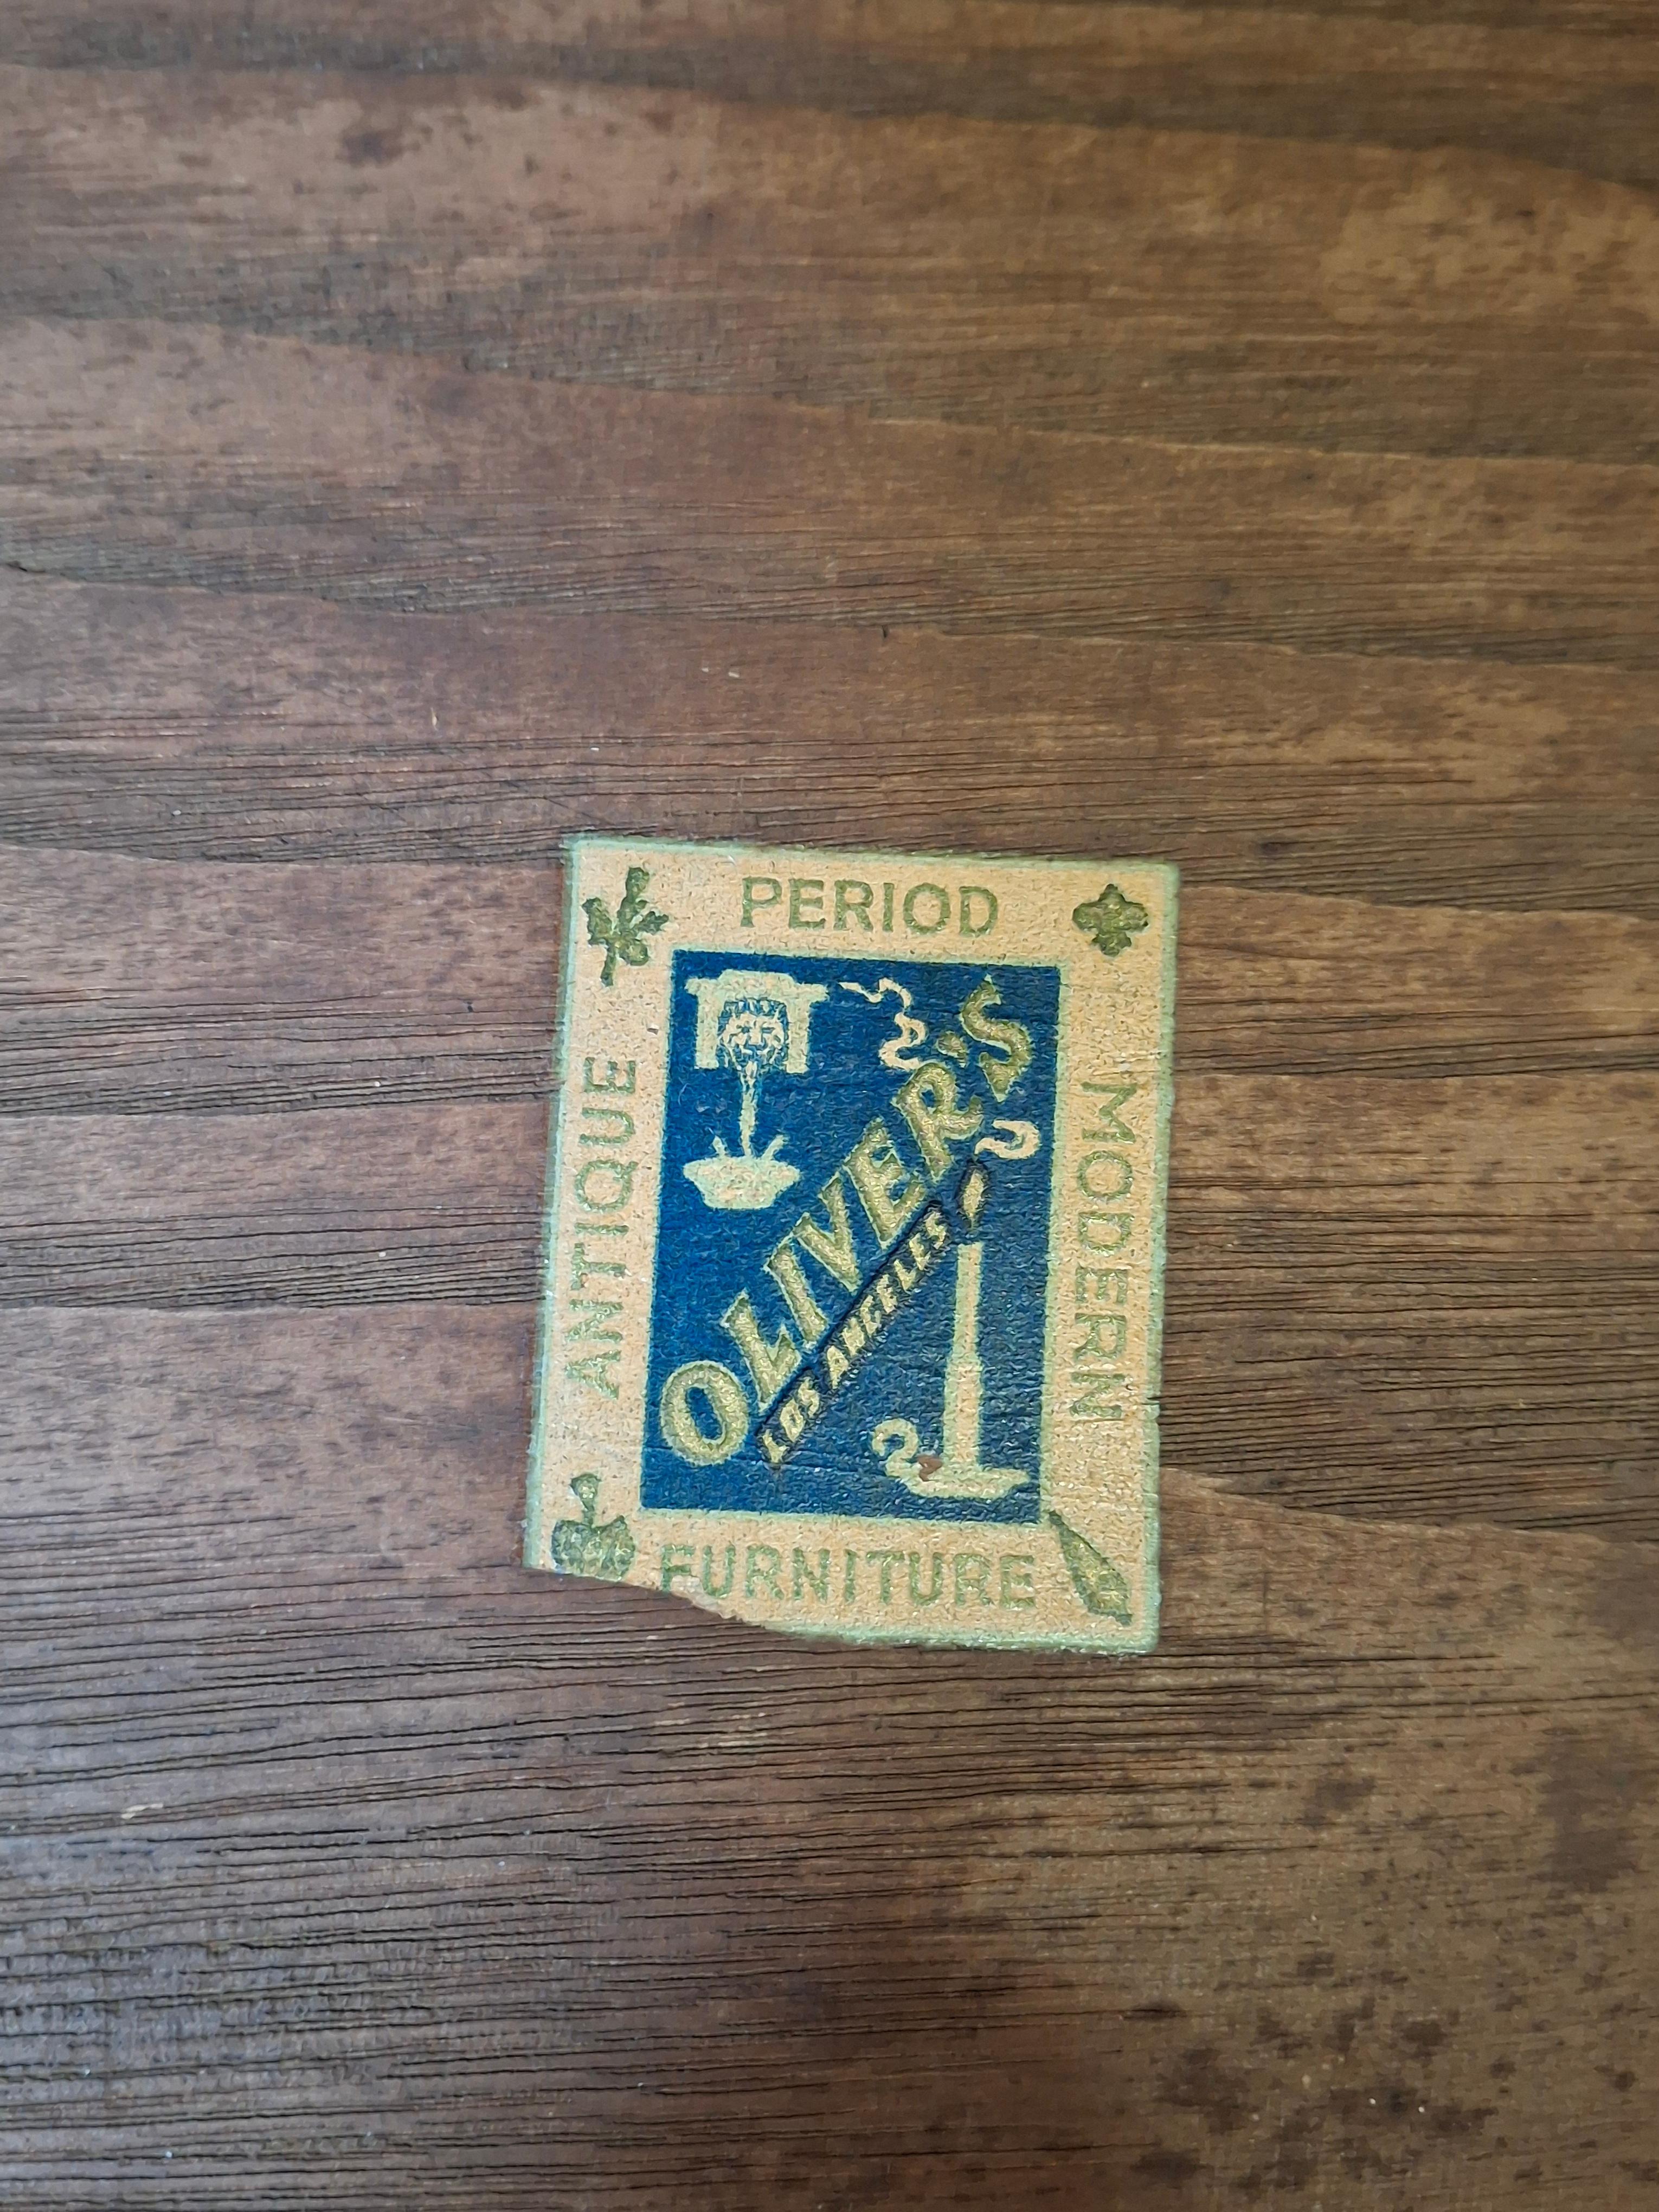 PERIOD
ANTIQUE
OLIVER'S
LOS ANGELES
MODERN
FURNITURE